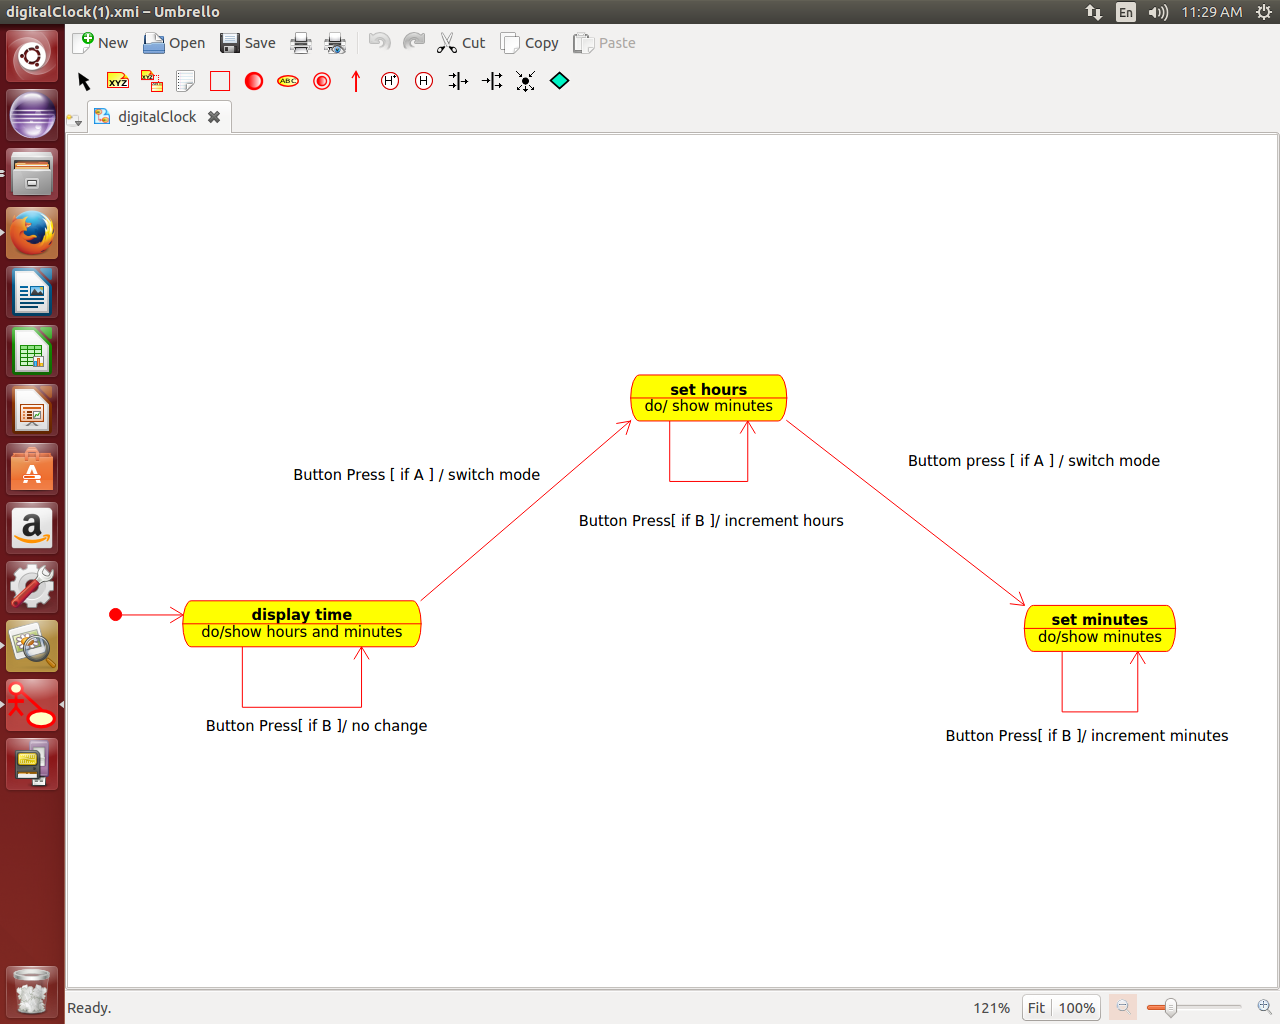 digitalClock(1).xmi – Umbrello
En
11:29 AM
New Open Save Cut Copy Paste
XYZ XYZ ABC H* H
digitalClock
set hours
do/ show minutes
Button Press [ if A ] / switch mode
Buttom press [ if A ] / switch mode
Button Press[ if B ]/ increment hours
display time
do/show hours and minutes
set minutes
do/show minutes
Button Press[ if B ]/ no change
Button Press[ if B ]/ increment minutes
Ready.
121% Fit 100%